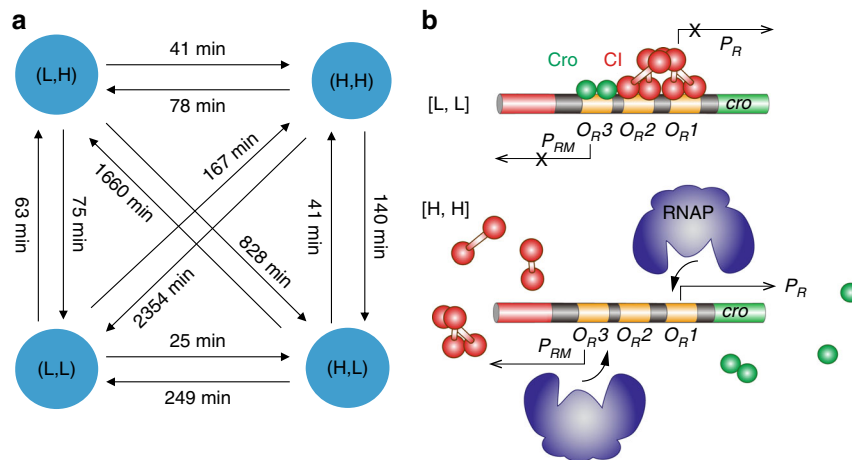 a
41 min
(L,H)
(H,H)
78 min
63 min
75 min
1660 min
167 min
828 min
2354 min
41 min
140 min
25 min
(L,L)
(H,L)
249 min
b
P_R
Cro CI
[L, L]
cro
O_R3 O_R2 O_R1
P_RM
X
X
[H, H]
RNAP
P_R
cro
O_R3 O_R2 O_R1
P_RM